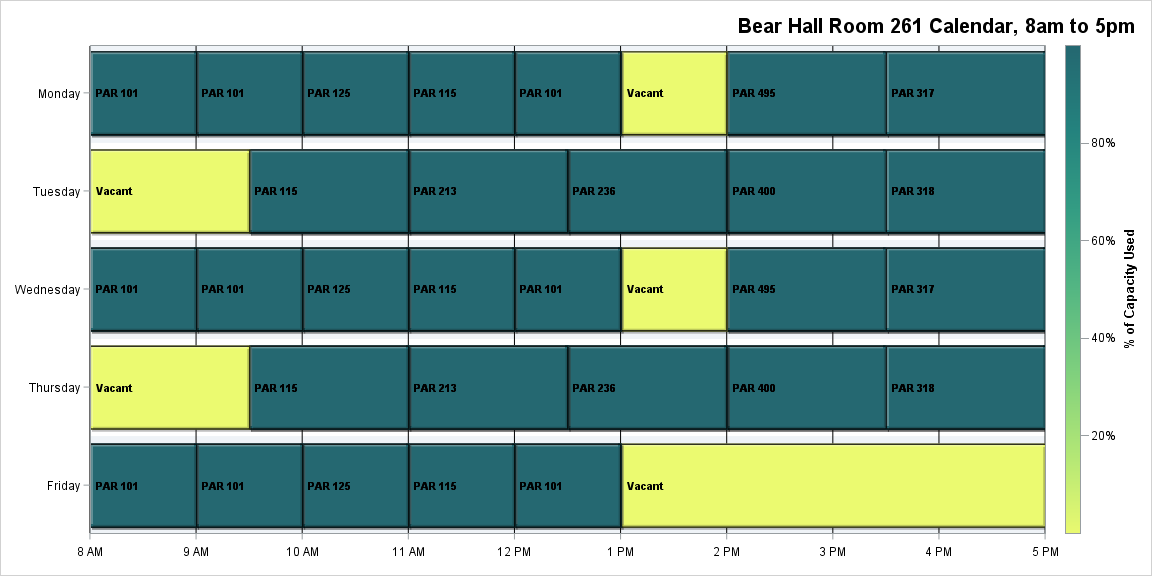 Bear Hall Room 261 Calendar, 8am to 5pm
Monday PAR 101 PAR 101 PAR 125 PAR 115 PAR 101 Vacant PAR 495 PAR 317
Tuesday Vacant PAR 115 PAR 213 PAR 236 PAR 400 PAR 318
Wednesday PAR 101 PAR 101 PAR 125 PAR 115 PAR 101 Vacant PAR 495 PAR 317
Thursday Vacant PAR 115 PAR 213 PAR 236 PAR 400 PAR 318
Friday PAR 101 PAR 101 PAR 125 PAR 115 PAR 101 Vacant
8 AM 9 AM 10 AM 11 AM 12 PM 1 PM 2 PM 3 PM 4 PM 5 PM
80%
60%
40%
20%
% of Capacity Used